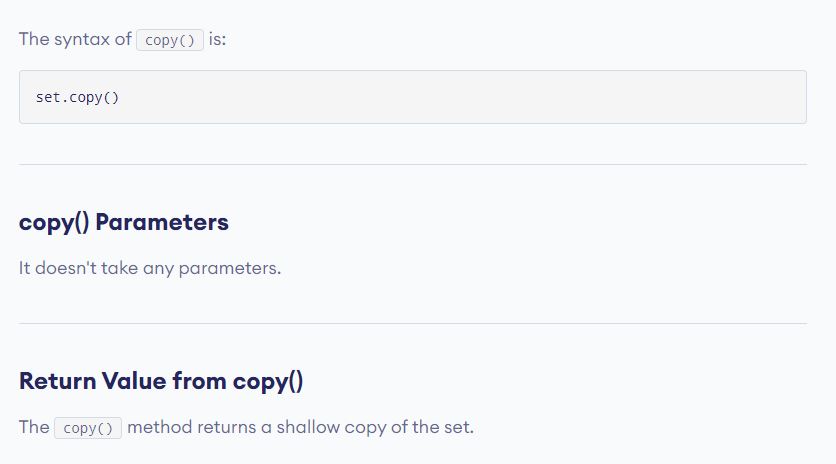 The syntax of copy() is:
set.copy()
copy() Parameters
It doesn't take any parameters.
Return Value from copy()
The copy() method returns a shallow copy of the set.